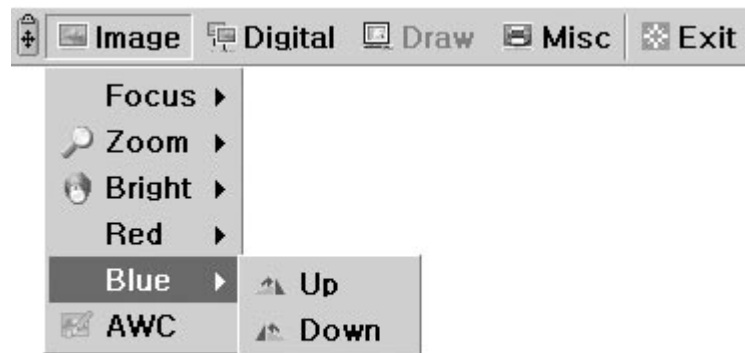 Image Digital Draw Misc Exit
Focus
Zoom
Bright
Red
Blue
Up
AWC
Down